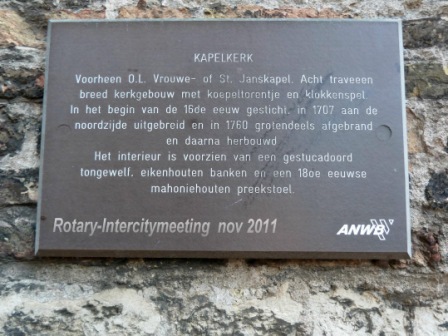 KAPELKERK
Voorheen O.L. Vrouwe- of St. Janskapel. Acht traveeen
breed kerkgebouw met koepeltorentje en klokkenspel.
In het begin van de 16de eeuw gesticht, in 1707 aan de
noordzijde uitgebreid en in 1760 grotendeels afgebrand
en daarna herbouwd
Het interieur is voorzien van een gestucadoord
tongewelf, eikenhouten banken en een 18oe eeuwse
mahoniehouten preekstoel.
Rotary-Intercitymeeting nov 2011
ANWB